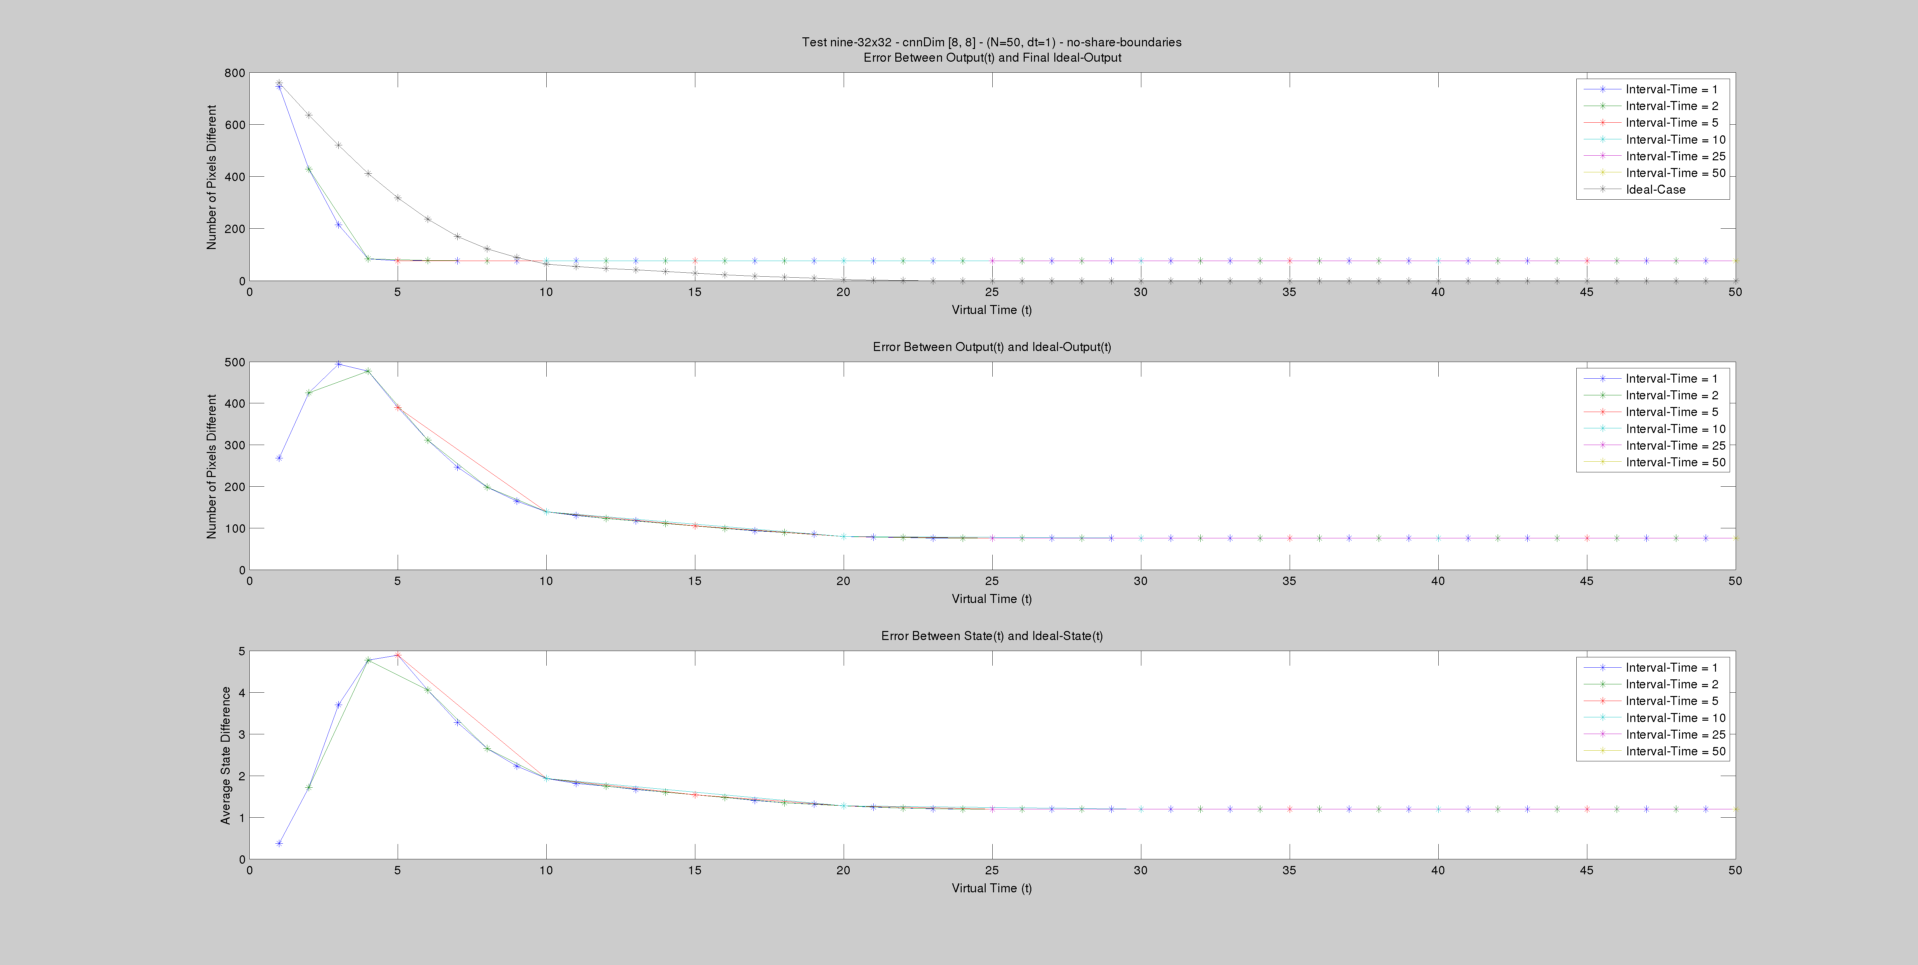 Test nine-32x32 - cnnDim [8, 8] - (N=50, dt=1) - no-share-boundaries
Error Between Output(t) and Final Ideal-Output
Number of Pixels Different
800
600
400
200
0
0 5 10 15 20 25 30 35 40 45 50
Virtual Time (t)
Interval-Time = 1
Interval-Time = 2
Interval-Time = 5
Interval-Time = 10
Interval-Time = 25
Interval-Time = 50
Ideal-Case
Error Between Output(t) and Ideal-Output(t)
Number of Pixels Different
500
400
300
200
100
0
0 5 10 15 20 25 30 35 40 45 50
Virtual Time (t)
Interval-Time = 1
Interval-Time = 2
Interval-Time = 5
Interval-Time = 10
Interval-Time = 25
Interval-Time = 50
Error Between State(t) and Ideal-State(t)
Average State Difference
5
4
3
2
1
0
0 5 10 15 20 25 30 35 40 45 50
Virtual Time (t)
Interval-Time = 1
Interval-Time = 2
Interval-Time = 5
Interval-Time = 10
Interval-Time = 25
Interval-Time = 50